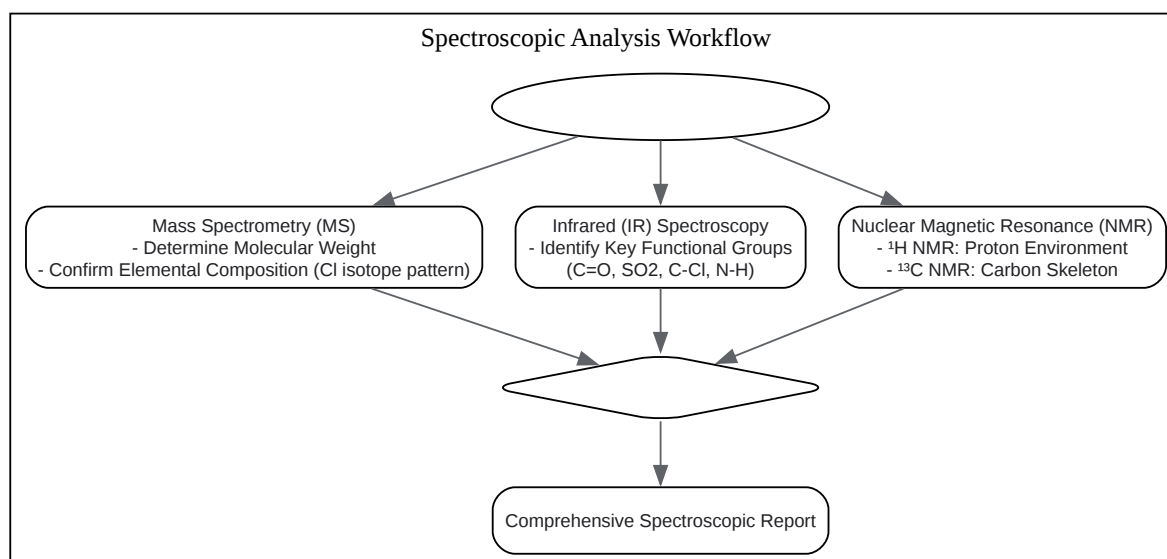 Spectroscopic Analysis Workflow
Mass Spectrometry (MS)
- Determine Molecular Weight
- Confirm Elemental Composition (Cl isotope pattern)
Infrared (IR) Spectroscopy
- Identify Key Functional Groups
(C=O, SO2, C-Cl, N-H)
Nuclear Magnetic Resonance (NMR)
- ¹H NMR: Proton Environment
- ¹³C NMR: Carbon Skeleton
Comprehensive Spectroscopic Report